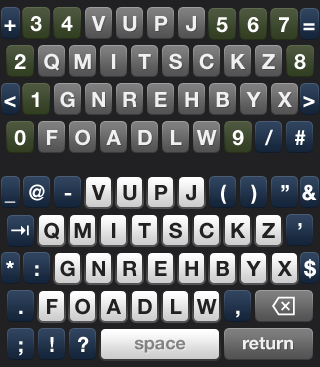 + 3 4 V U P J 5 6 7 =
2 Q M I T S C K Z 8
< 1 G N R E H B Y X >
0 F O A D L W 9 / #
_ @ - V U P J ( ) ” &
⇥ Q M I T S C K Z ’
* : G N R E H B Y X $
. F O A D L W , ⌫
; ! ? space return